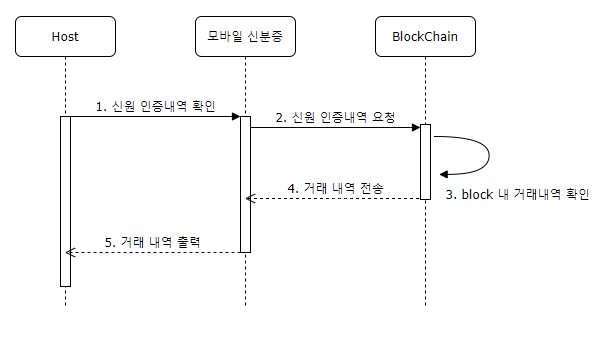 Host
모바일 신분증
BlockChain
1. 신원 인증내역 확인
2. 신원 인증내역 요청
3. block 내 거래내역 확인
4. 거래 내역 전송
5. 거래 내역 출력